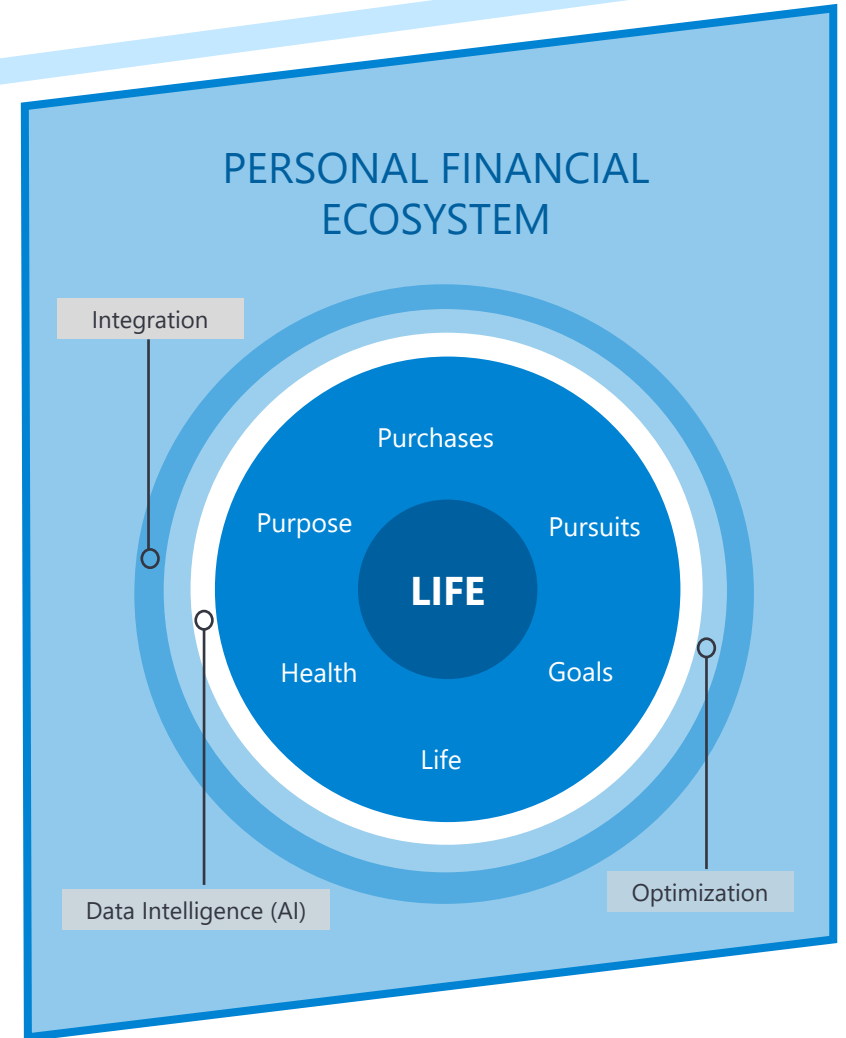 PERSONAL FINANCIAL
ECOSYSTEM
Integration
Purchases
Purpose
Pursuits
LIFE
Health
Goals
Life
Data Intelligence (AI)
Optimization